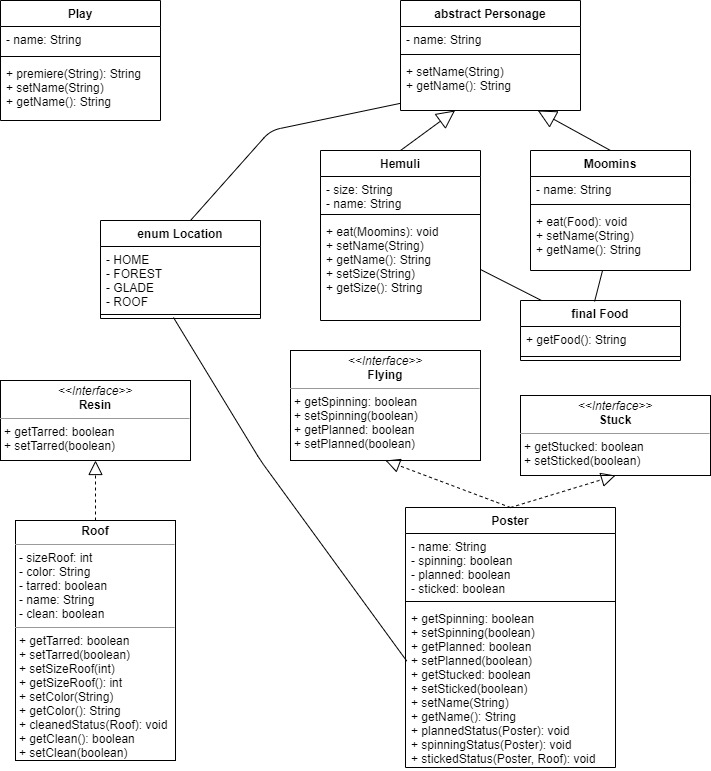 Play
- name: String
+ premiere(String): String
+ setName(String)
+ getName(): String
abstract Personage
- name: String
+ setName(String)
+ getName(): String
Hemuli
- size: String
- name: String
+ eat(Moomins): void
+ setName(String)
+ getName(): String
+ setSize(String)
+ getSize(): String
Moomins
- name: String
+ eat(Food): void
+ setName(String)
+ getName(): String
enum Location
- HOME
- FOREST
- GLADE
- ROOF
final Food
+ getFood(): String
<<Interface>>
Resin
+ getTarred: boolean
+ setTarred(boolean)
<<Interface>>
Flying
+ getSpinning: boolean
+ setSpinning(boolean)
+ getPlanned: boolean
+ setPlanned(boolean)
<<Interface>>
Stuck
+ getStucked: boolean
+ setSticked(boolean)
Roof
- sizeRoof: int
- color: String
- tarred: boolean
- name: String
- clean: boolean
+ getTarred: boolean
+ setTarred(boolean)
+ setSizeRoof(int)
+ getSizeRoof(): int
+ setColor(String)
+ getColor(): String
+ cleanedStatus(Roof): void
+ getClean(): boolean
+ setClean(boolean)
Poster
- name: String
- spinning: boolean
- planned: boolean
- sticked: boolean
+ getSpinning: boolean
+ setSpinning(boolean)
+ getPlanned: boolean
+ setPlanned(boolean)
+ getStucked: boolean
+ setSticked(boolean)
+ setName(String)
+ getName(): String
+ plannedStatus(Poster): void
+ spinningStatus(Poster): void
+ stickedStatus(Poster, Roof): void